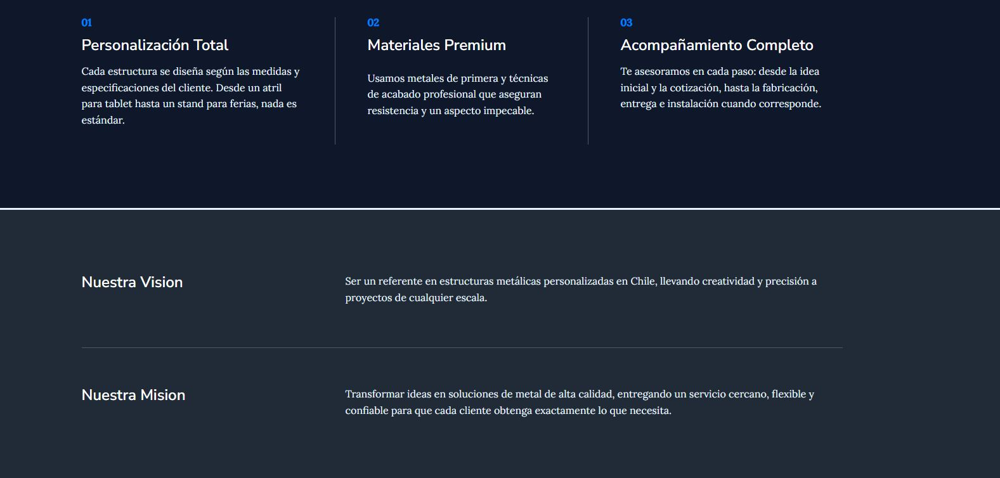 01
Personalización Total
Cada estructura se diseña según las medidas y
especificaciones del cliente. Desde un atril
para tablet hasta un stand para ferias, nada es
estándar.
02
Materiales Premium
Usamos metales de primera y técnicas
de acabado profesional que aseguran
resistencia y un aspecto impecable.
03
Acompañamiento Completo
Te asesoramos en cada paso: desde la idea
inicial y la cotización, hasta la fabricación,
entrega e instalación cuando corresponde.
Nuestra Vision
Ser un referente en estructuras metálicas personalizadas en Chile, llevando creatividad y precisión a
proyectos de cualquier escala.
Nuestra Mision
Transformar ideas en soluciones de metal de alta calidad, entregando un servicio cercano, flexible y
confiable para que cada cliente obtenga exactamente lo que necesita.